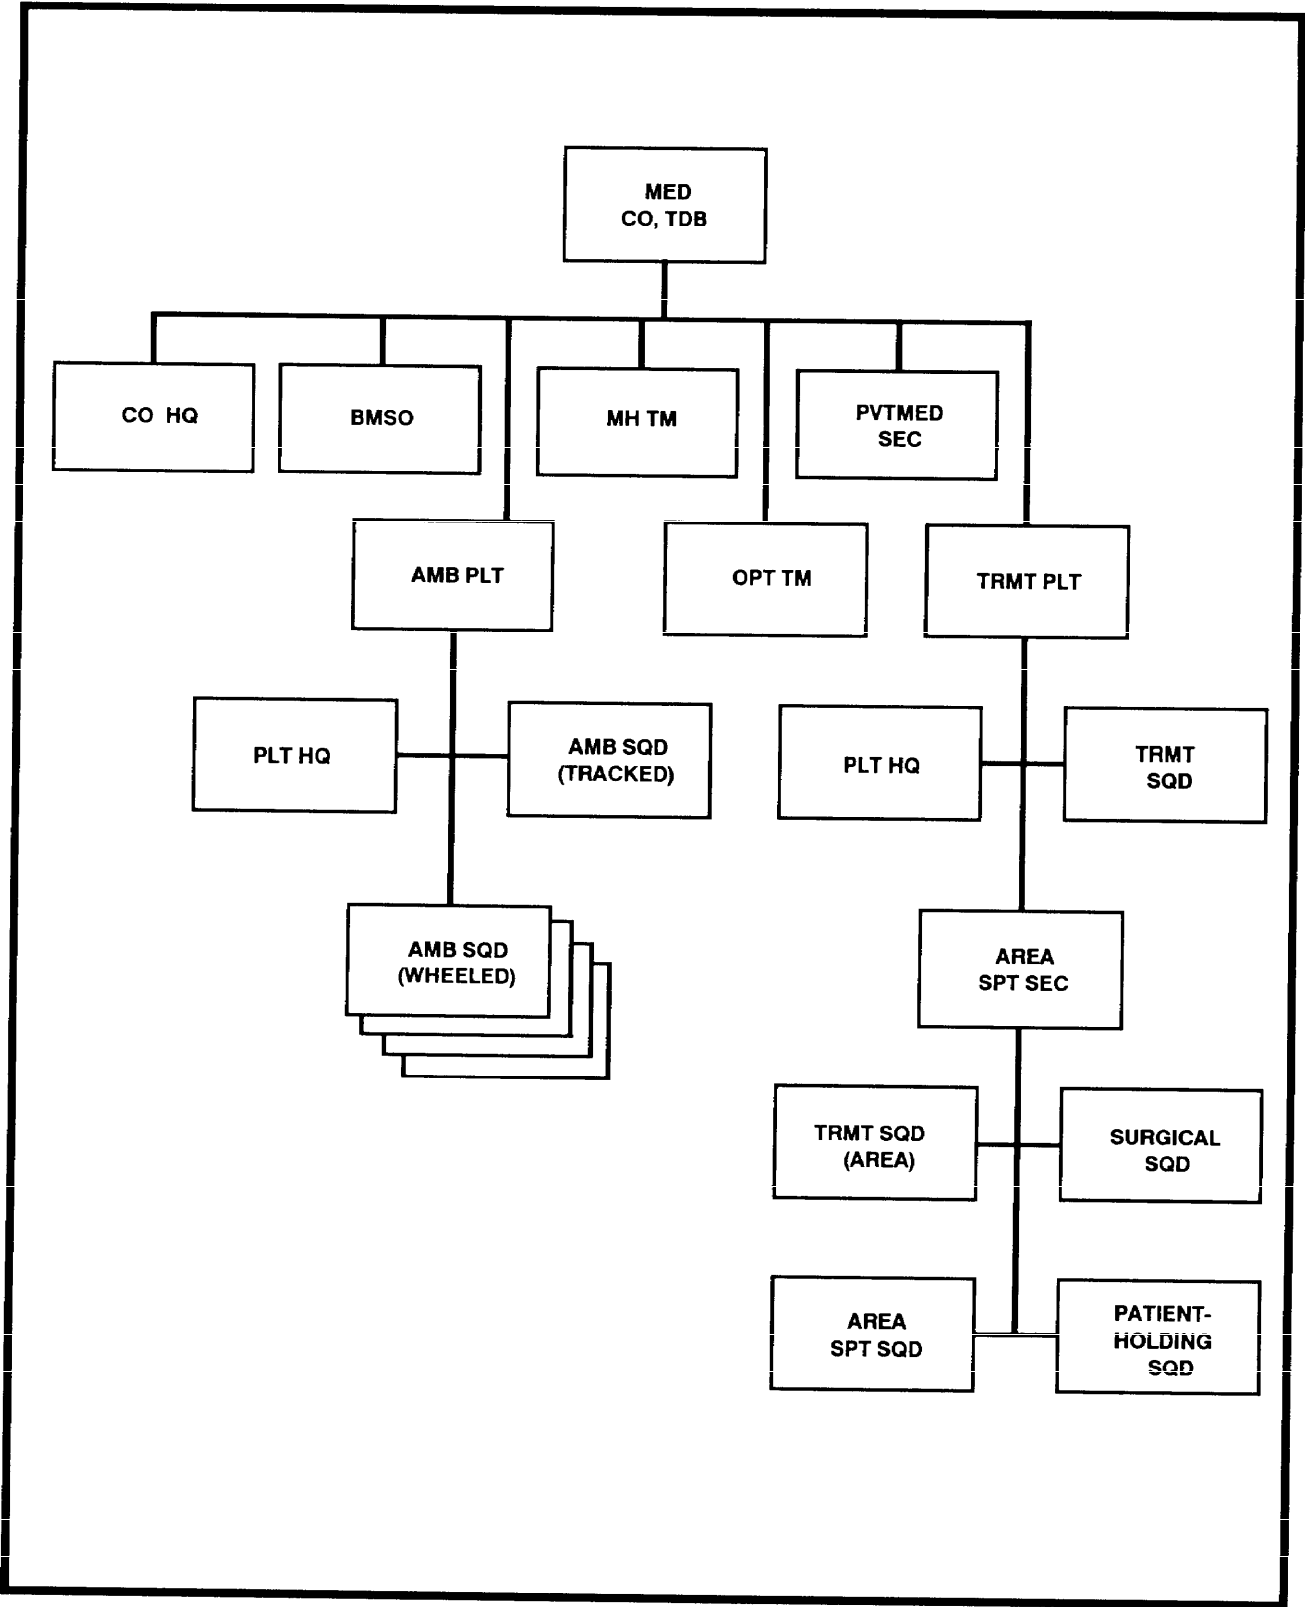 MED
CO, TDB
CO HQ
BMSO
MH TM
PVTMED
SEC
AMB PLT
OPT TM
TRMT PLT
PLT HQ
AMB SQD
(TRACKED)
PLT HQ
TRMT
SQD
AMB SQD
(WHEELED)
AREA
SPT SEC
TRMT SQD
(AREA)
SURGICAL
SQD
AREA
SPT SQD
PATIENT-
HOLDING
SQD